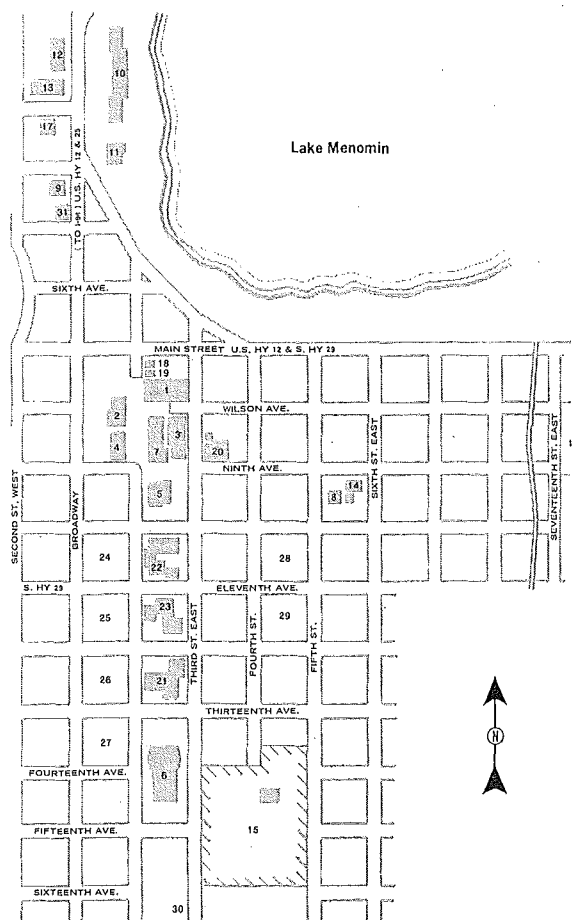 12
10
13
17
Lake Menomin
11
(TO I-94) U.S. HY 12 & 25
9
31
SIXTH AVE.
MAIN STREET U.S. HY 12 & S. HY 29
18
19
1
WILSON AVE.
2
3
4
7
20
NINTH AVE.
SIXTH ST. EAST
SEVENTEENTH ST. EAST
SECOND ST. WEST
BROADWAY
5
8
14
24
22
28
S. HY 29
ELEVENTH AVE.
25
23
29
THIRD ST. EAST
FOURTH ST.
FIFTH ST.
26
21
THIRTEENTH AVE.
27
N
FOURTEENTH AVE.
6
15
FIFTEENTH AVE.
SIXTEENTH AVE.
30